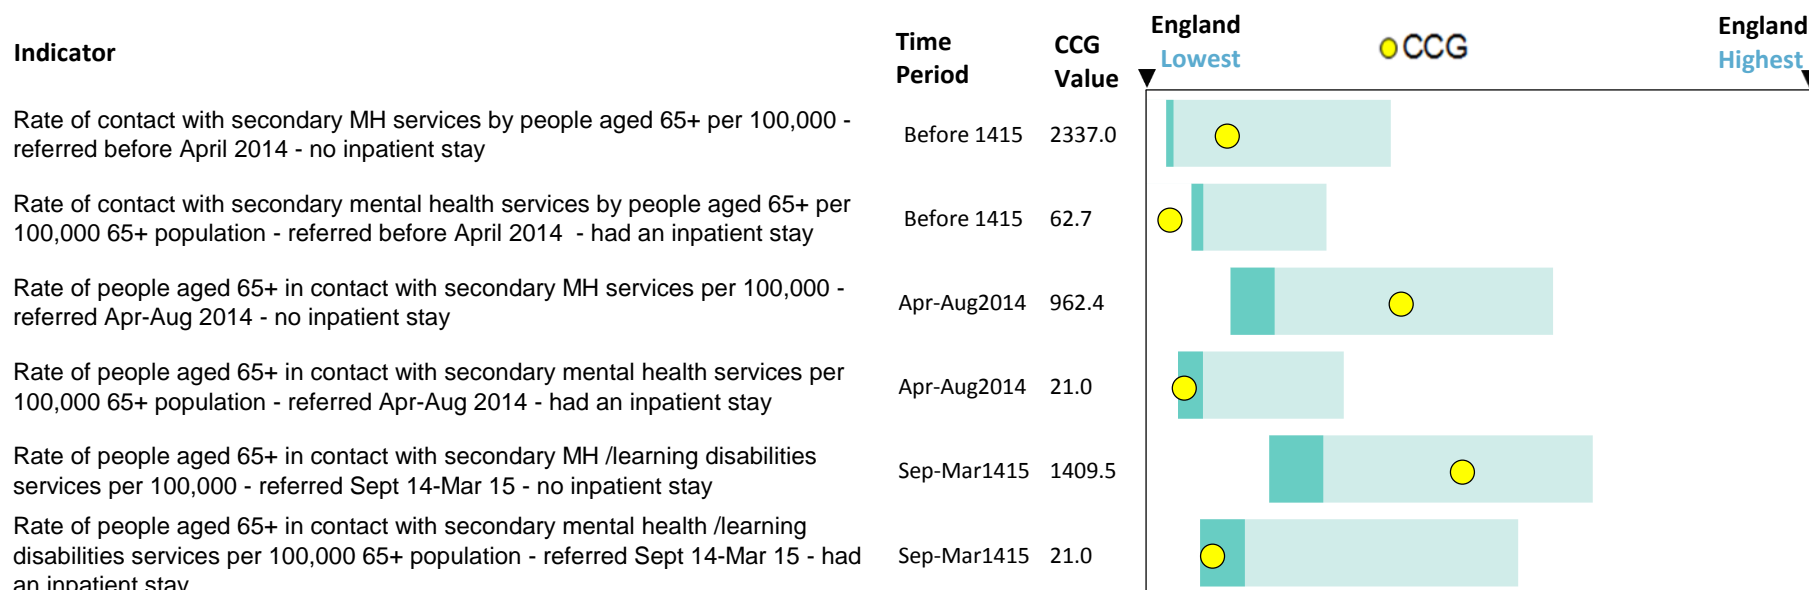 Indicator
Time Period
CCG Value
England Lowest
CCG
England Highest
Rate of contact with secondary MH services by people aged 65+ per 100,000 -
referred before April 2014 - no inpatient stay
Before 1415 2337.0
Rate of contact with secondary mental health services by people aged 65+ per
100,000 65+ population - referred before April 2014  - had an inpatient stay
Before 1415 62.7
Rate of people aged 65+ in contact with secondary MH services per 100,000 -
referred Apr-Aug 2014 - no inpatient stay
Apr-Aug2014 962.4
Rate of people aged 65+ in contact with secondary mental health services per
100,000 65+ population - referred Apr-Aug 2014 - had an inpatient stay
Apr-Aug2014 21.0
Rate of people aged 65+ in contact with secondary MH /learning disabilities
services per 100,000 - referred Sept 14-Mar 15 - no inpatient stay
Sep-Mar1415 1409.5
Rate of people aged 65+ in contact with secondary mental health /learning
disabilities services per 100,000 65+ population - referred Sept 14-Mar 15 - had
an inpatient stay
Sep-Mar1415 21.0